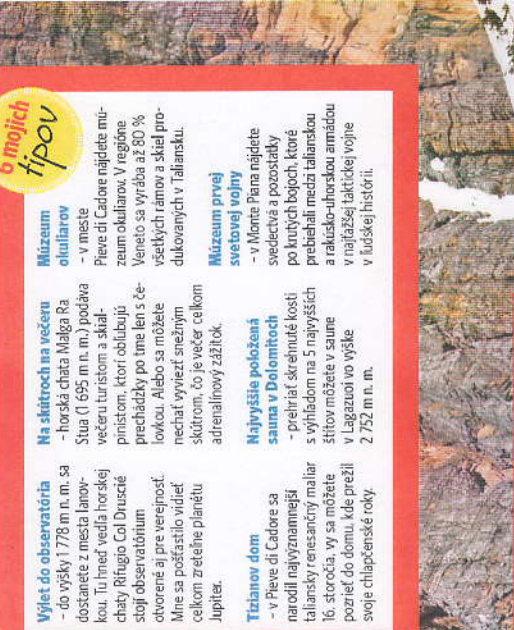 6 mojich
tipov
Výlet do observatória
– do výšky 1 778 m n. m. sa
dostanete z mesta lanov-
kou. Tu hneď vedľa horskej
chaty Rifugio Col Druscié
stojí observatórium
otvorené aj pre verejnosť.
Mne sa pošťastilo vidieť
celkom zreteľne planétu
Jupiter.
Tizianov dom
– v Pieve di Cadore sa
narodil najvýznamnejší
taliansky renesančný maliar
16. storočia, vy sa môžete
pozrieť do domu, kde prežil
svoje chlapčenské roky.
Na skútroch na večeru
– horská chata Malga Ra
Stua (1 695 m n. m.) podáva
večeru turistom a skial-
pinistom, ktorí obľubujú
prechádzky po tme len s če-
lovkou. Alebo sa môžete
nechať vyviezť snežným
skútrom, čo je večer celkom
adrenalínový zážitok.
Najvyššie položená
sauna v Dolomitoch
– prehriať skrehnuté kosti
s výhľadom na 5 najvyšších
štítov môžete v saune
v Lagazuoi vo výške
2 752 m n. m.
Múzeum
okuliarov
– v meste
Pieve di Cadore nájdete mú-
zeum okuliarov. V regióne
Veneto sa vyrába až 80 %
všetkých rámov a skiel pro-
dukovaných v Taliansku.
Múzeum prvej
svetovej vojny
– v Monte Piana nájdete
svedectvá a pozostatky
po krutých bojoch, ktoré
prebiehali medzi talianskou
a rakúsko-uhorskou armádou
v najťažšej taktickej vojne
v ľudskej histórii.